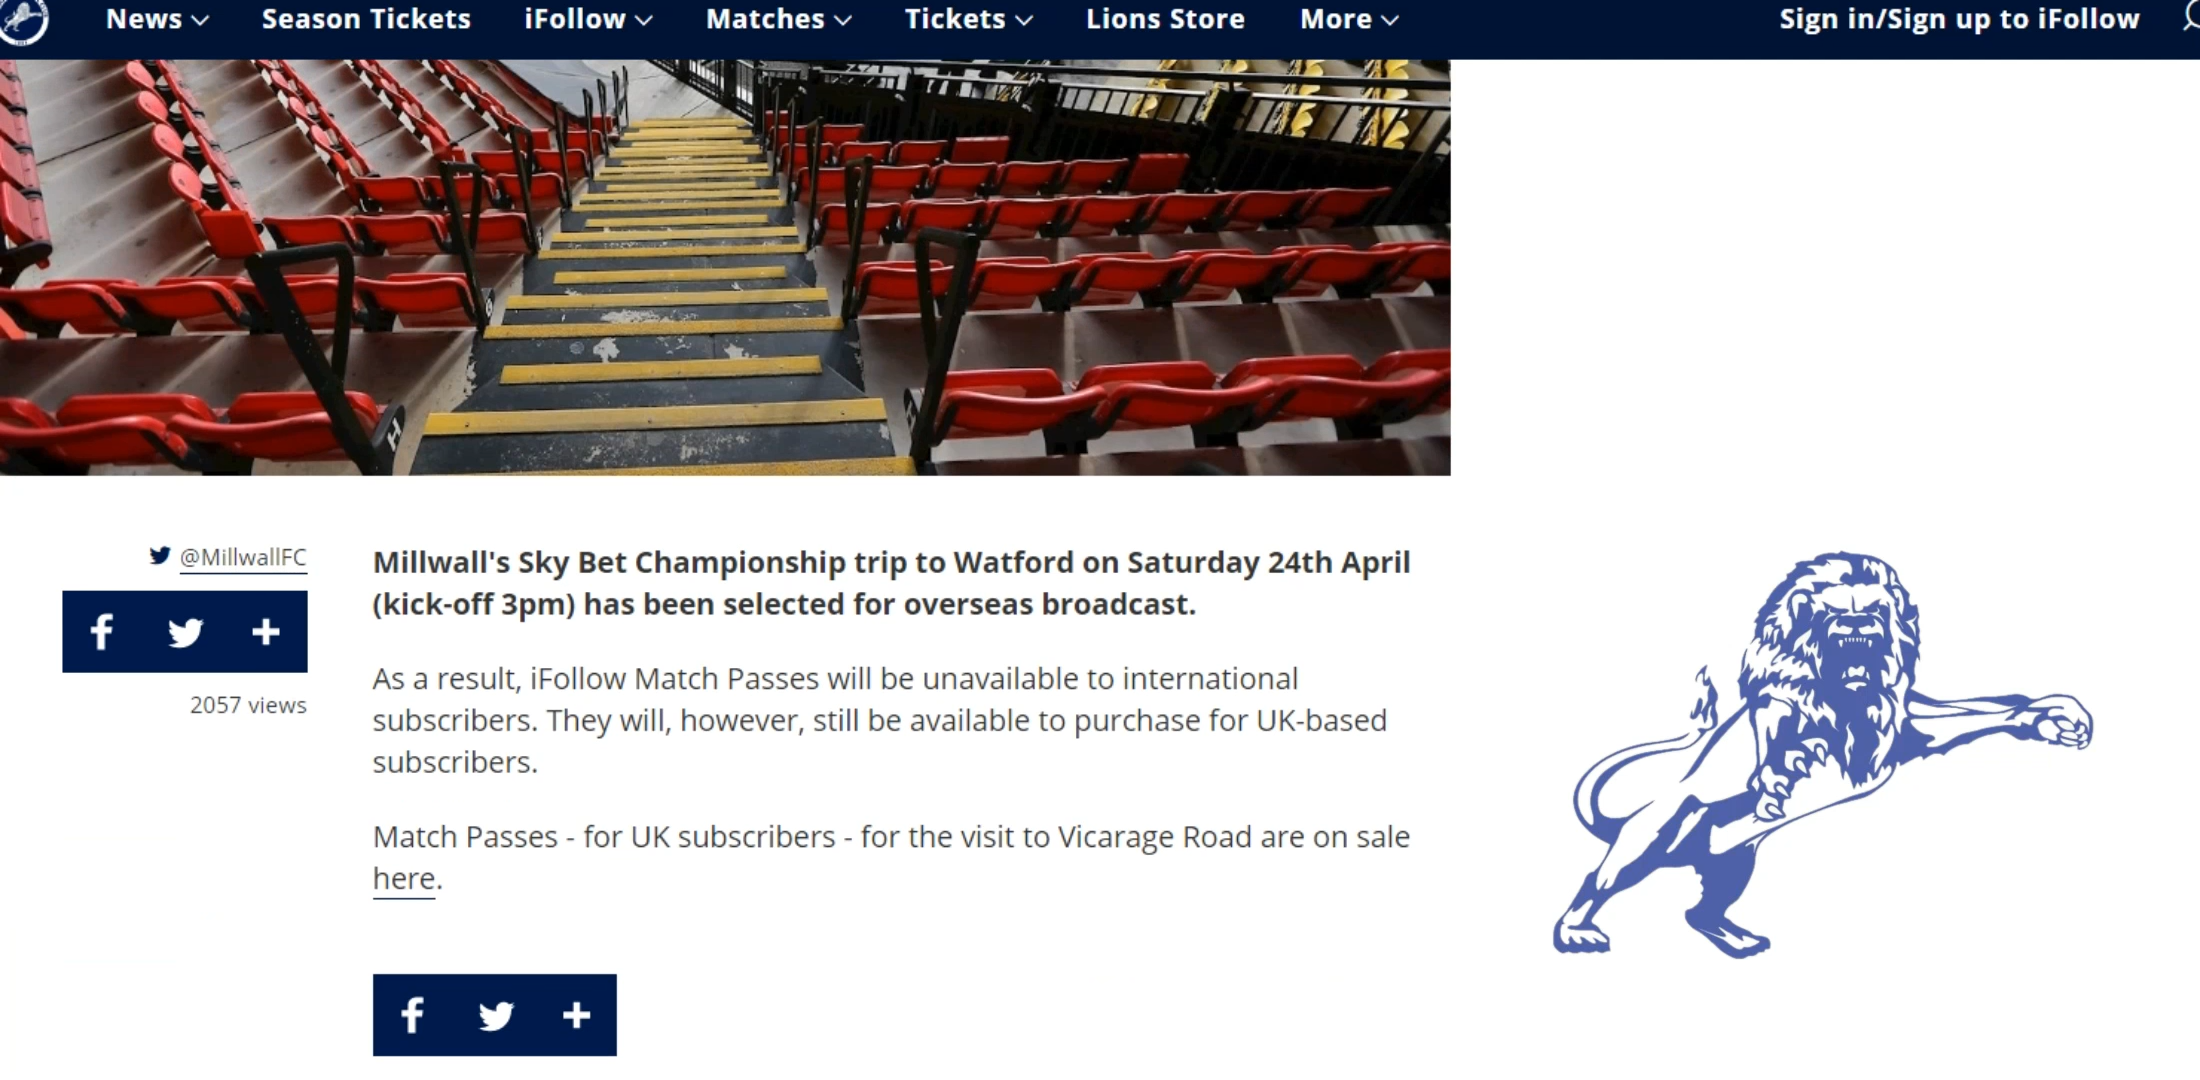 News Season Tickets iFollow Matches Tickets Lions Store More Sign in/Sign up to iFollow
H
@MillwallFC
2057 views
Millwall's Sky Bet Championship trip to Watford on Saturday 24th April
(kick-off 3pm) has been selected for overseas broadcast.
As a result, iFollow Match Passes will be unavailable to international
subscribers. They will, however, still be available to purchase for UK-based
subscribers.
Match Passes - for UK subscribers - for the visit to Vicarage Road are on sale
here.